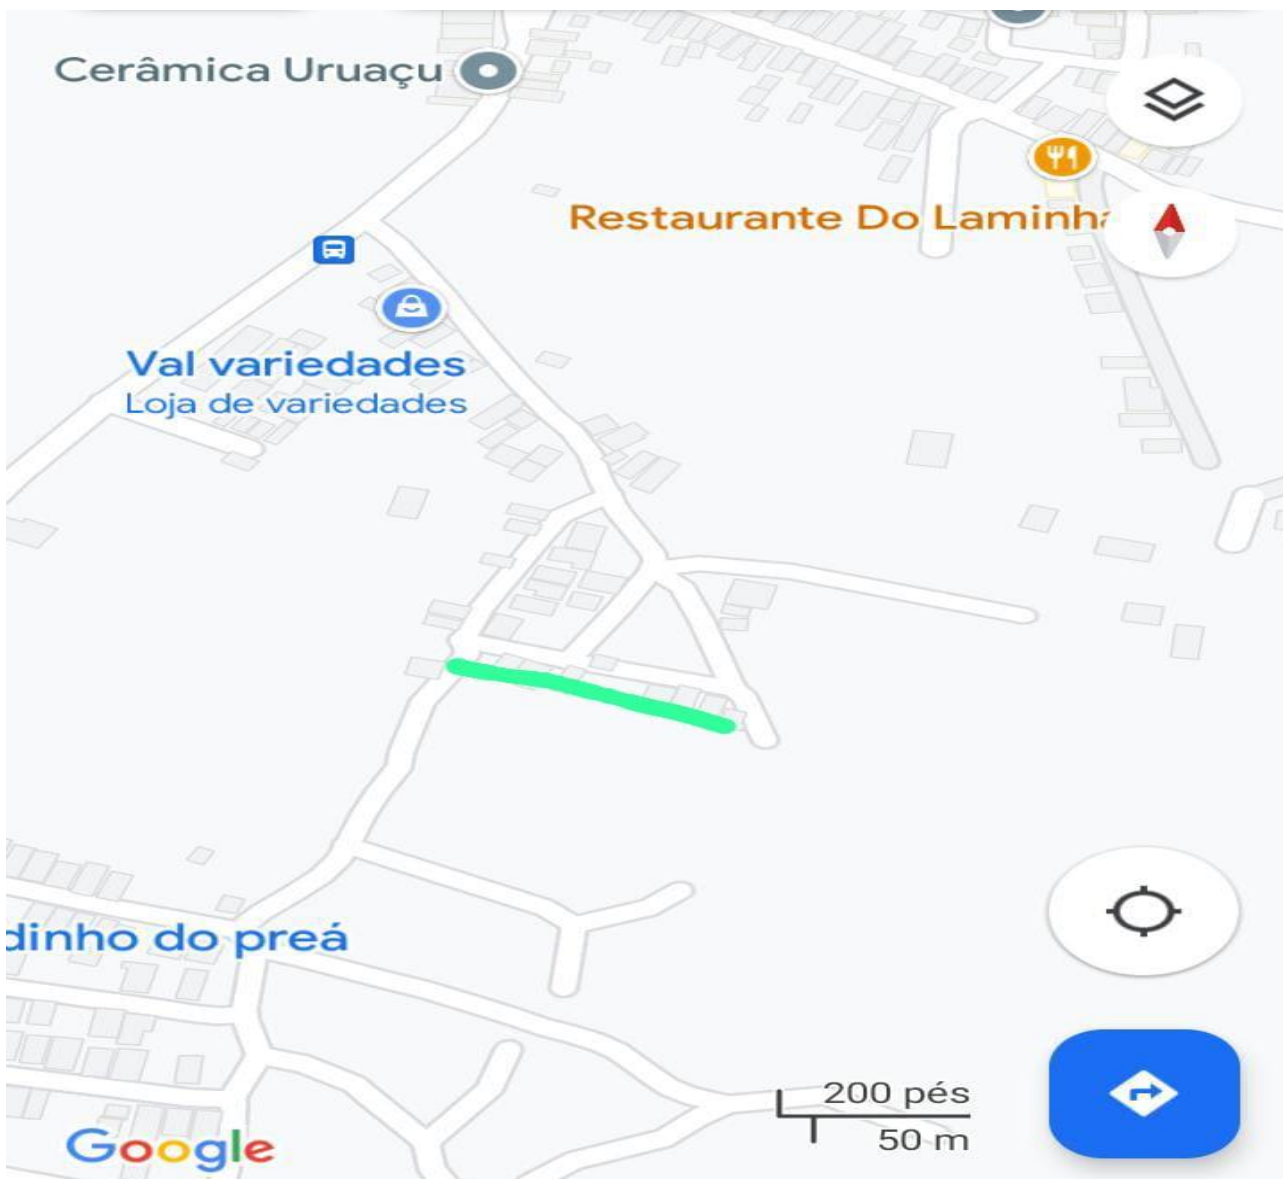 Cerâmica Uruaçu
Restaurante Do Laminha
Val variedades
Loja de variedades
dinho do preá
200 pés
50 m
Google